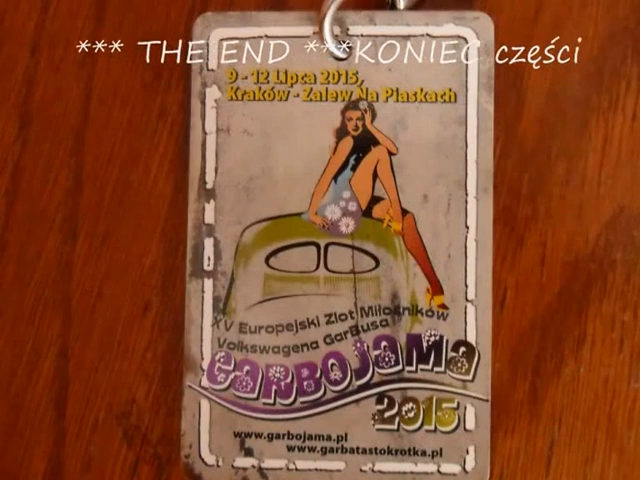 *** THE END ***KONIEC części
9 - 12 Lipca 2015,
Kraków - Zalew Na Piaskach
XV Europejski Zlot Miłośników
Volkswagena GarBusa
GARBOJAMA
2015
www.garbojama.pl
www.garbatastokrotka.pl